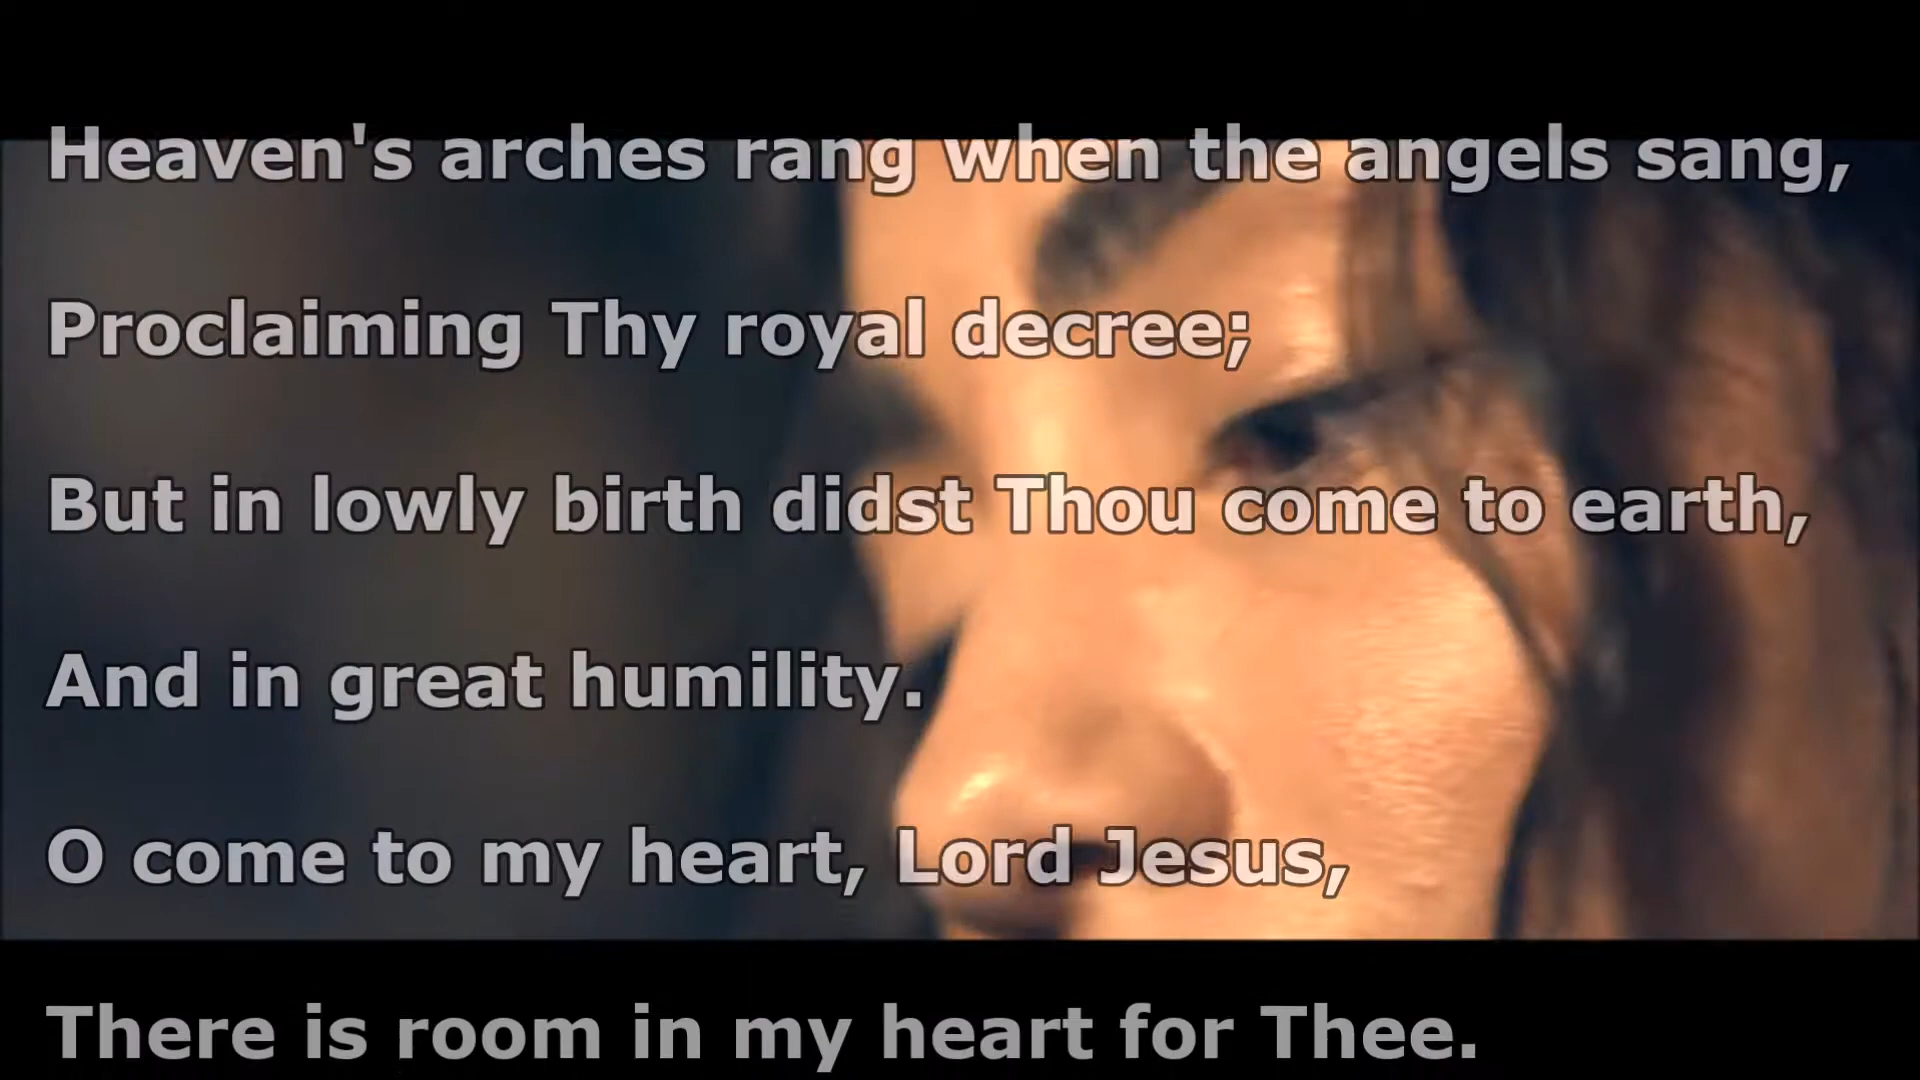 Heaven's arches rang when the angels sang,
Proclaiming Thy royal decree;
But in lowly birth didst Thou come to earth,
And in great humility.
O come to my heart, Lord Jesus,
There is room in my heart for Thee.